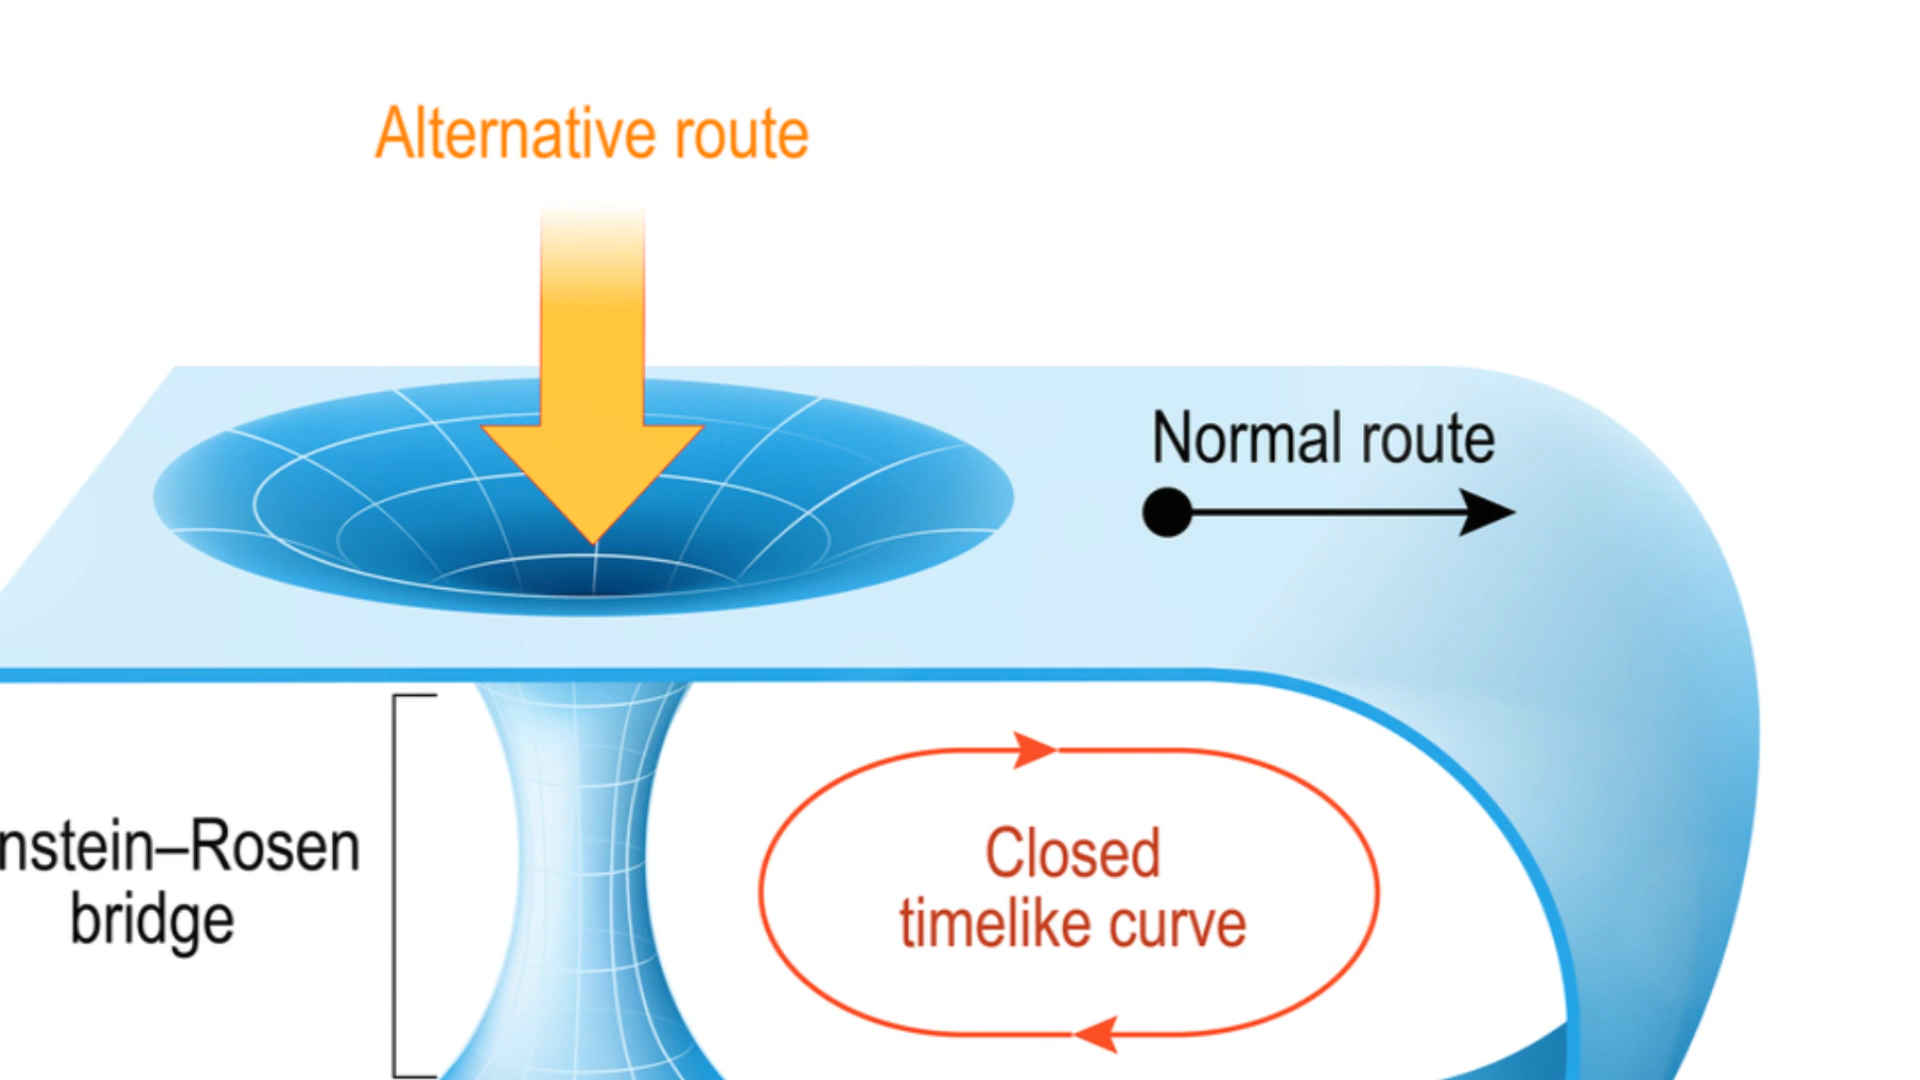 Alternative route
Normal route
nstein–Rosen
bridge
Closed
timelike curve